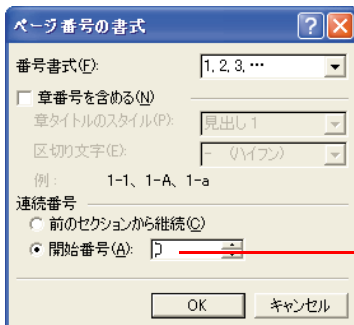 ページ番号の書式
番号書式(F): 1, 2, 3, …
章番号を含める(N)
章タイトルのスタイル(P): 見出し 1
区切り文字(E): - (ハイフン)
例: 1-1、1-A、1-a
連続番号
前のセクションから継続(C)
開始番号(A):
OK キャンセル